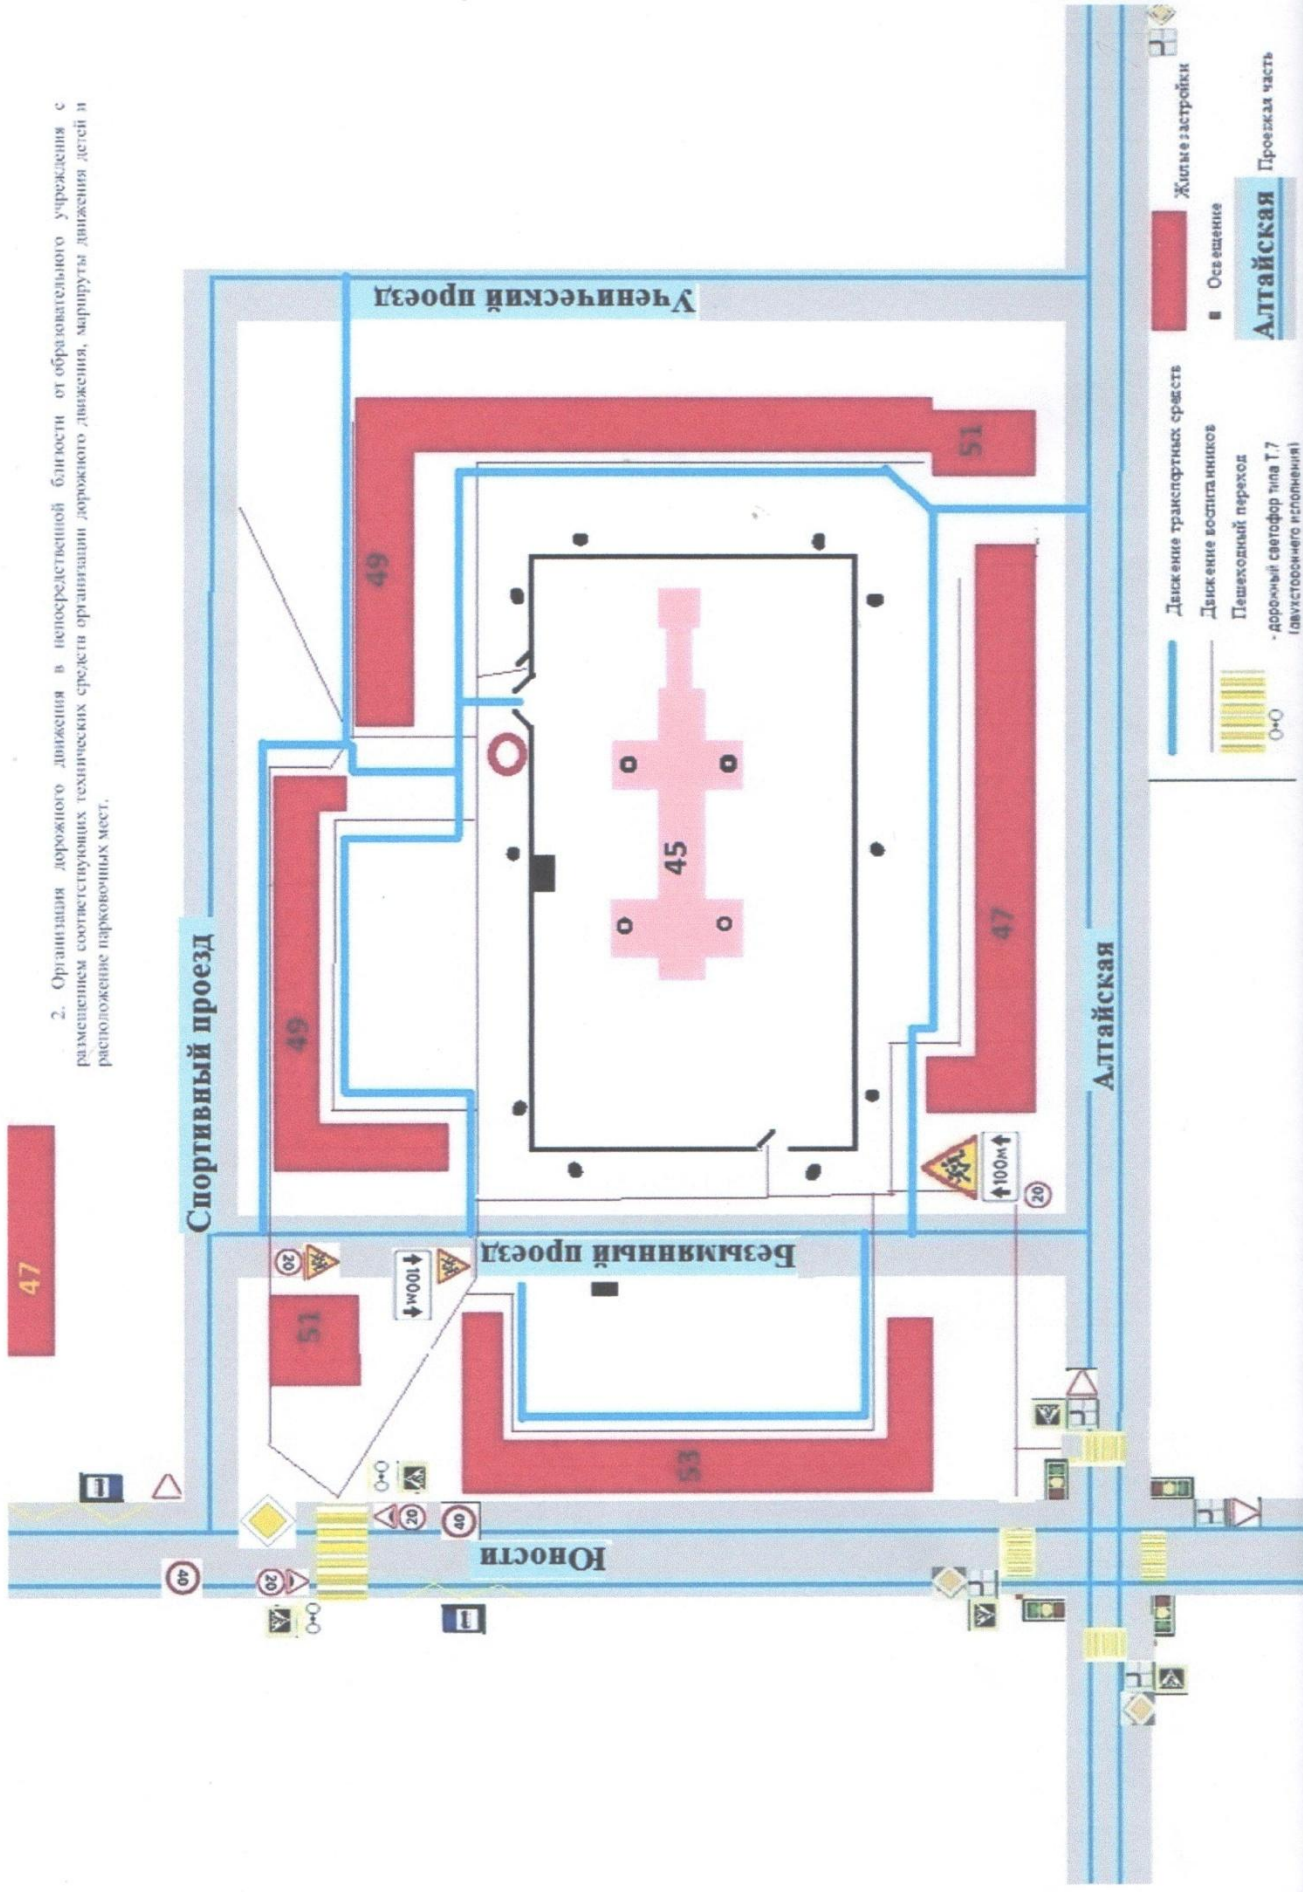 2. Организация дорожного движения в непосредственной близости от образовательного учреждения с
размещением соответствующих технических средств организации дорожного движения, маршруты движения детей и
расположение парковочных мест.
47
Спортивный проезд
Ученический проезд
Безымянный проезд
Юности
Алтайская
49
49
51
51
53
45
47
20
100м
100м
20
40
20
20
40
Движение транспортных средств
Движение воспитанников
Пешеходный переход
- дорожный светофор типа Т.7
(двухстороннего исполнения)
Жилые застройки
Освещение
Алтайская Проезжая часть